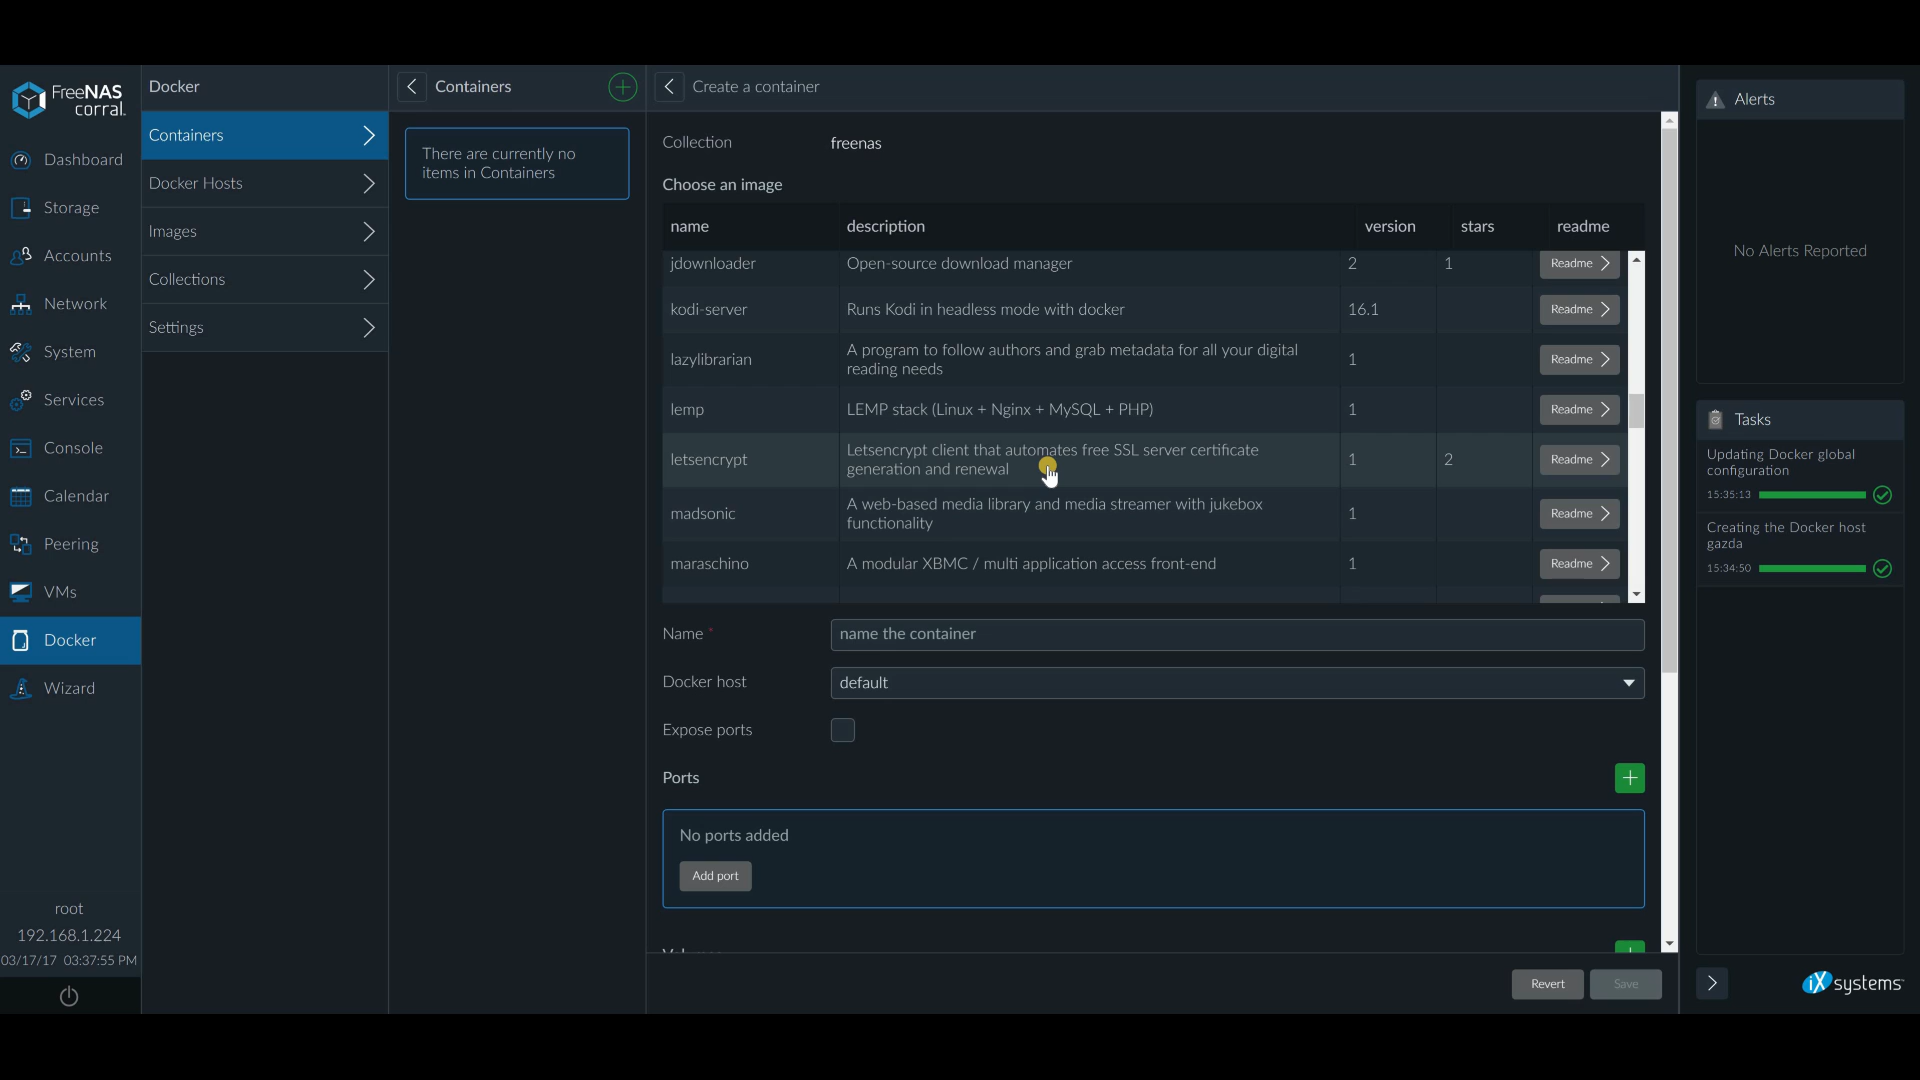 FreeNAS
corral.
Dashboard
Storage
Accounts
Network
System
Services
Console
Calendar
Peering
VMs
Docker
Wizard
root
192.168.1.224
03/17/17 03:37:55 PM
Docker
Containers
Docker Hosts
Images
Collections
Settings
Containers
There are currently no
items in Containers
Create a container
Collection freenas
Choose an image
name description version stars readme
jdownloader Open-source download manager 2 1 Readme
kodi-server Runs Kodi in headless mode with docker 16.1 Readme
lazylibrarian A program to follow authors and grab metadata for all your digital
reading needs 1 Readme
lemp LEMP stack (Linux + Nginx + MySQL + PHP) 1 Readme
letsencrypt Letsencrypt client that automates free SSL server certificate
generation and renewal 1 2 Readme
madsonic A web-based media library and media streamer with jukebox
functionality 1 Readme
maraschino A modular XBMC / multi application access front-end 1 Readme
Name * name the container
Docker host default
Expose ports
Ports
No ports added
Add port
Revert Save
Alerts
No Alerts Reported
Tasks
Updating Docker global
configuration
15:35:13
Creating the Docker host
gazda
15:34:50
iXsystems